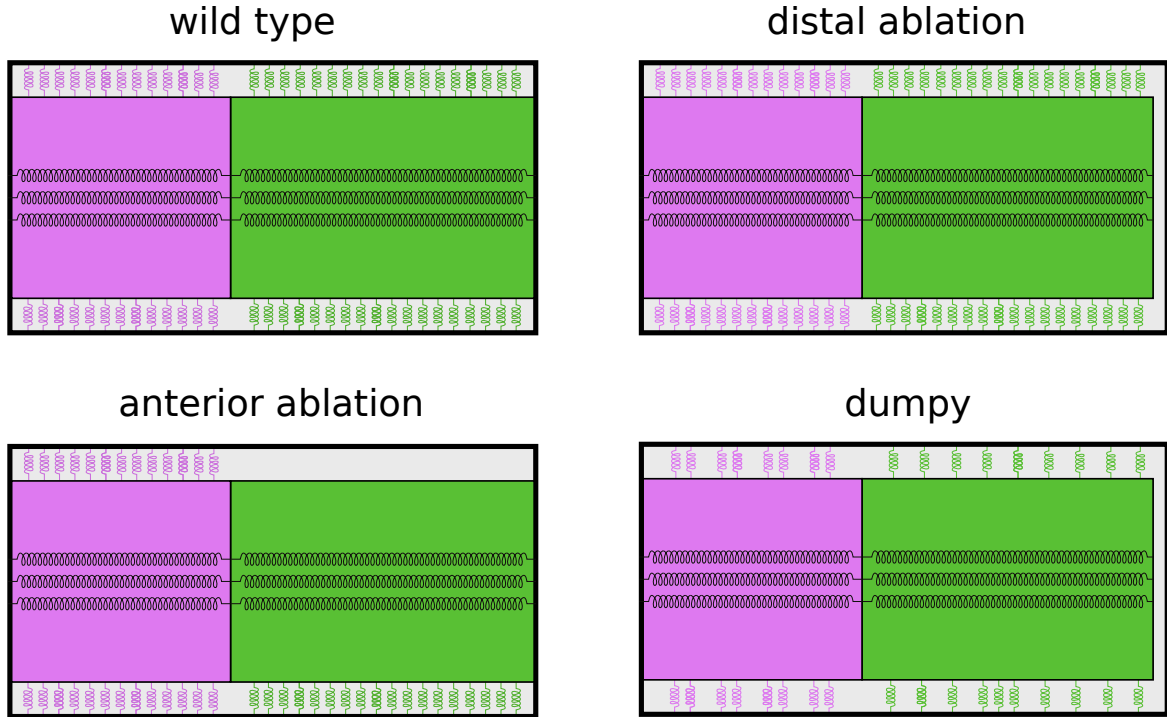 wild type
distal ablation
anterior ablation
dumpy